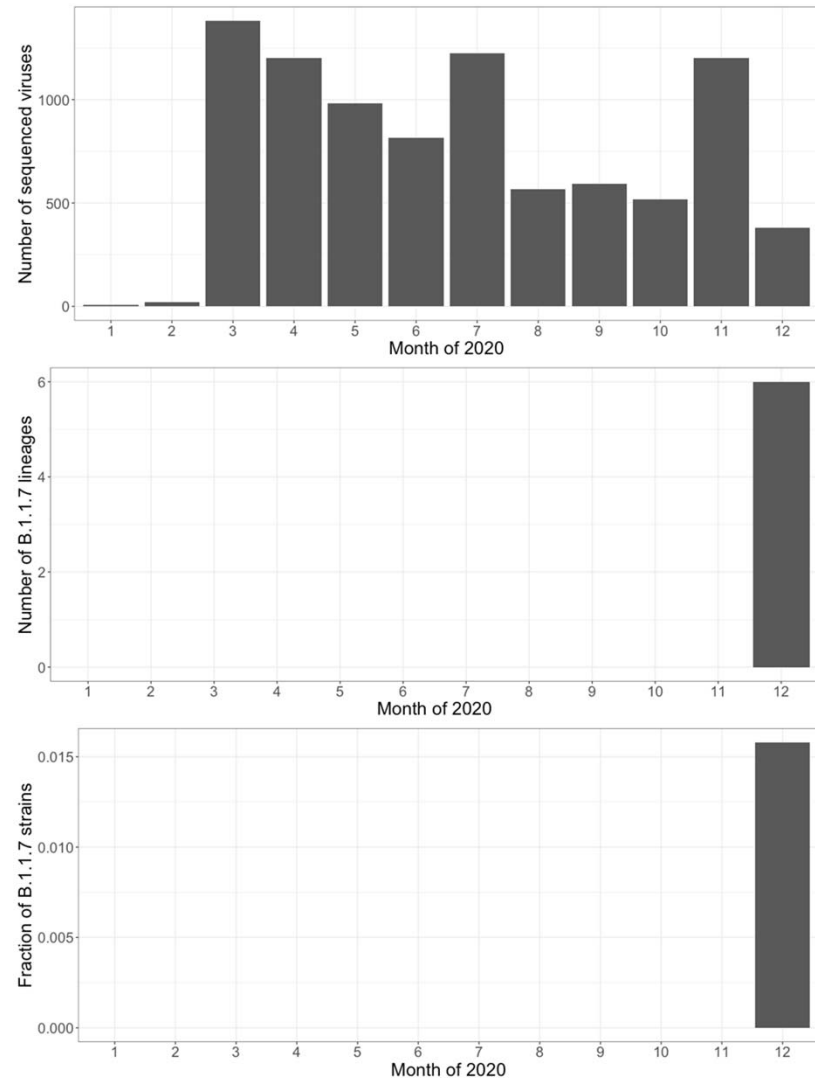 Number of sequenced viruses
1000
500
0
1 2 3 4 5 6 7 8 9 10 11 12
Month of 2020
Number of B.1.1.7 lineages
6
4
2
0
1 2 3 4 5 6 7 8 9 10 11 12
Month of 2020
Fraction of B.1.1.7 strains
0.015
0.010
0.005
0.000
1 2 3 4 5 6 7 8 9 10 11 12
Month of 2020